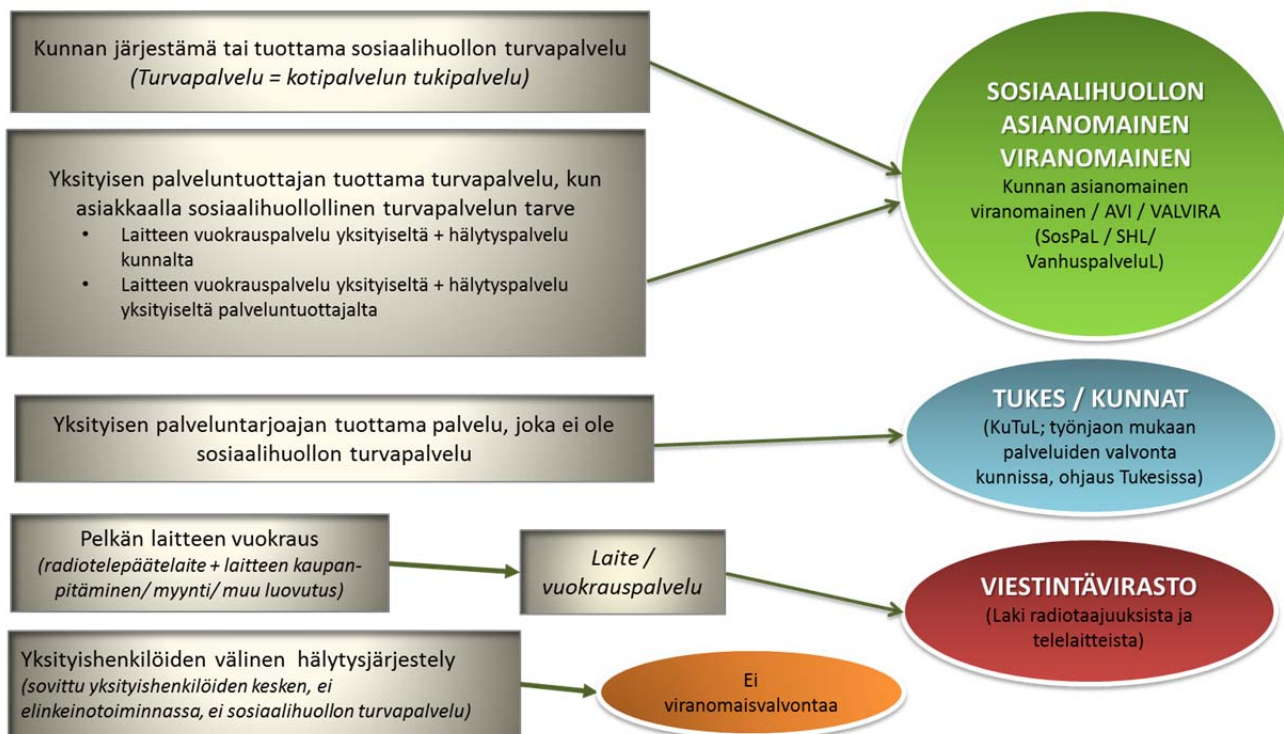 Kunnan järjestämä tai tuottama sosiaalihuollon turvapalvelu
(Turvapalvelu = kotipalvelun tukipalvelu)
SOSIAALIHUOLLON
ASIANOMAINEN
VIRANOMAINEN
Kunnan asianomainen
viranomainen / AVI / VALVIRA
(SosPaL / SHL/
VanhuspalveluL)
Yksityisen palveluntuottajan tuottama turvapalvelu, kun
asiakkaalla sosiaalihuollollinen turvapalvelun tarve
• Laitteen vuokrauspalvelu yksityiseltä + hälytyspalvelu
kunnalta
• Laitteen vuokrauspalvelu yksityiseltä + hälytyspalvelu
yksityiseltä palveluntuottajalta
Yksityisen palveluntarjoajan tuottama palvelu, joka ei ole
sosiaalihuollon turvapalvelu
TUKES / KUNNAT
(KuTuL; työnjaon mukaan
palveluiden valvonta
kunnissa, ohjaus Tukesissa)
Pelkän laitteen vuokraus
(radiotelepäätelaite + laitteen kaupan-
pitäminen/ myynti/ muu luovutus)
Laite /
vuokrauspalvelu
VIESTINTÄVIRASTO
(Laki radiotaajuuksista ja
telelaitteista)
Yksityishenkilöiden välinen hälytysjärjestely
(sovittu yksityishenkilöiden kesken, ei
elinkeinotoiminnassa, ei sosiaalihuollon turvapalvelu)
Ei
viranomaisvalvontaa